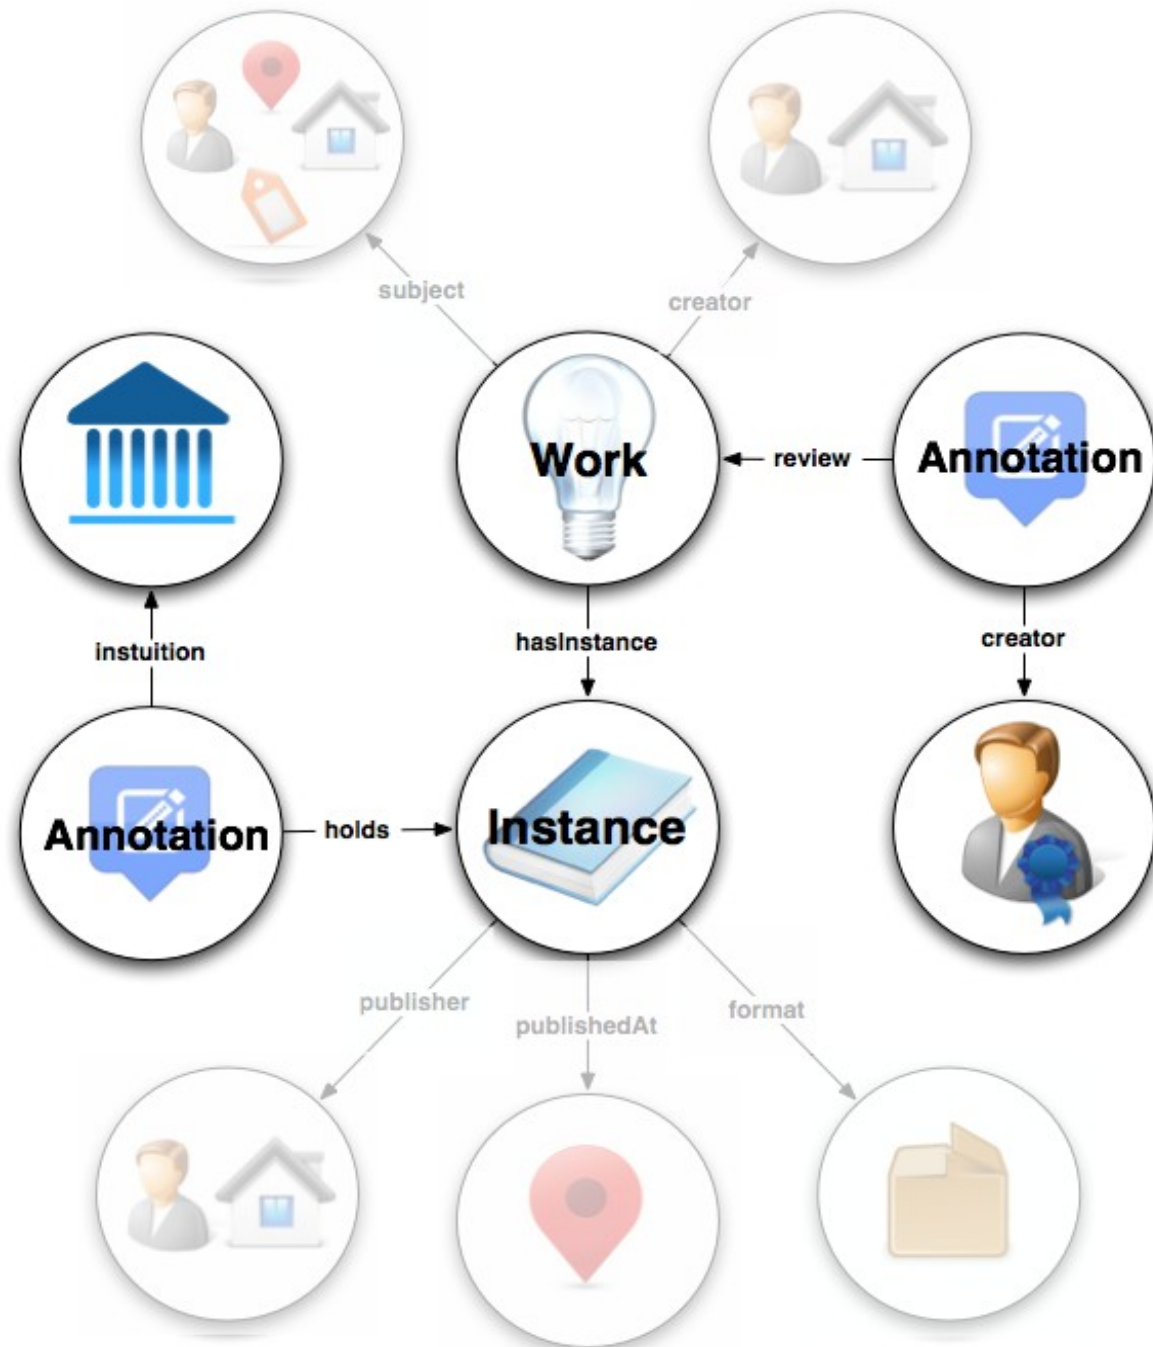 subject
creator
Work
review
Annotation
instuition
hasInstance
creator
Annotation
holds
Instance
publisher
publishedAt
format